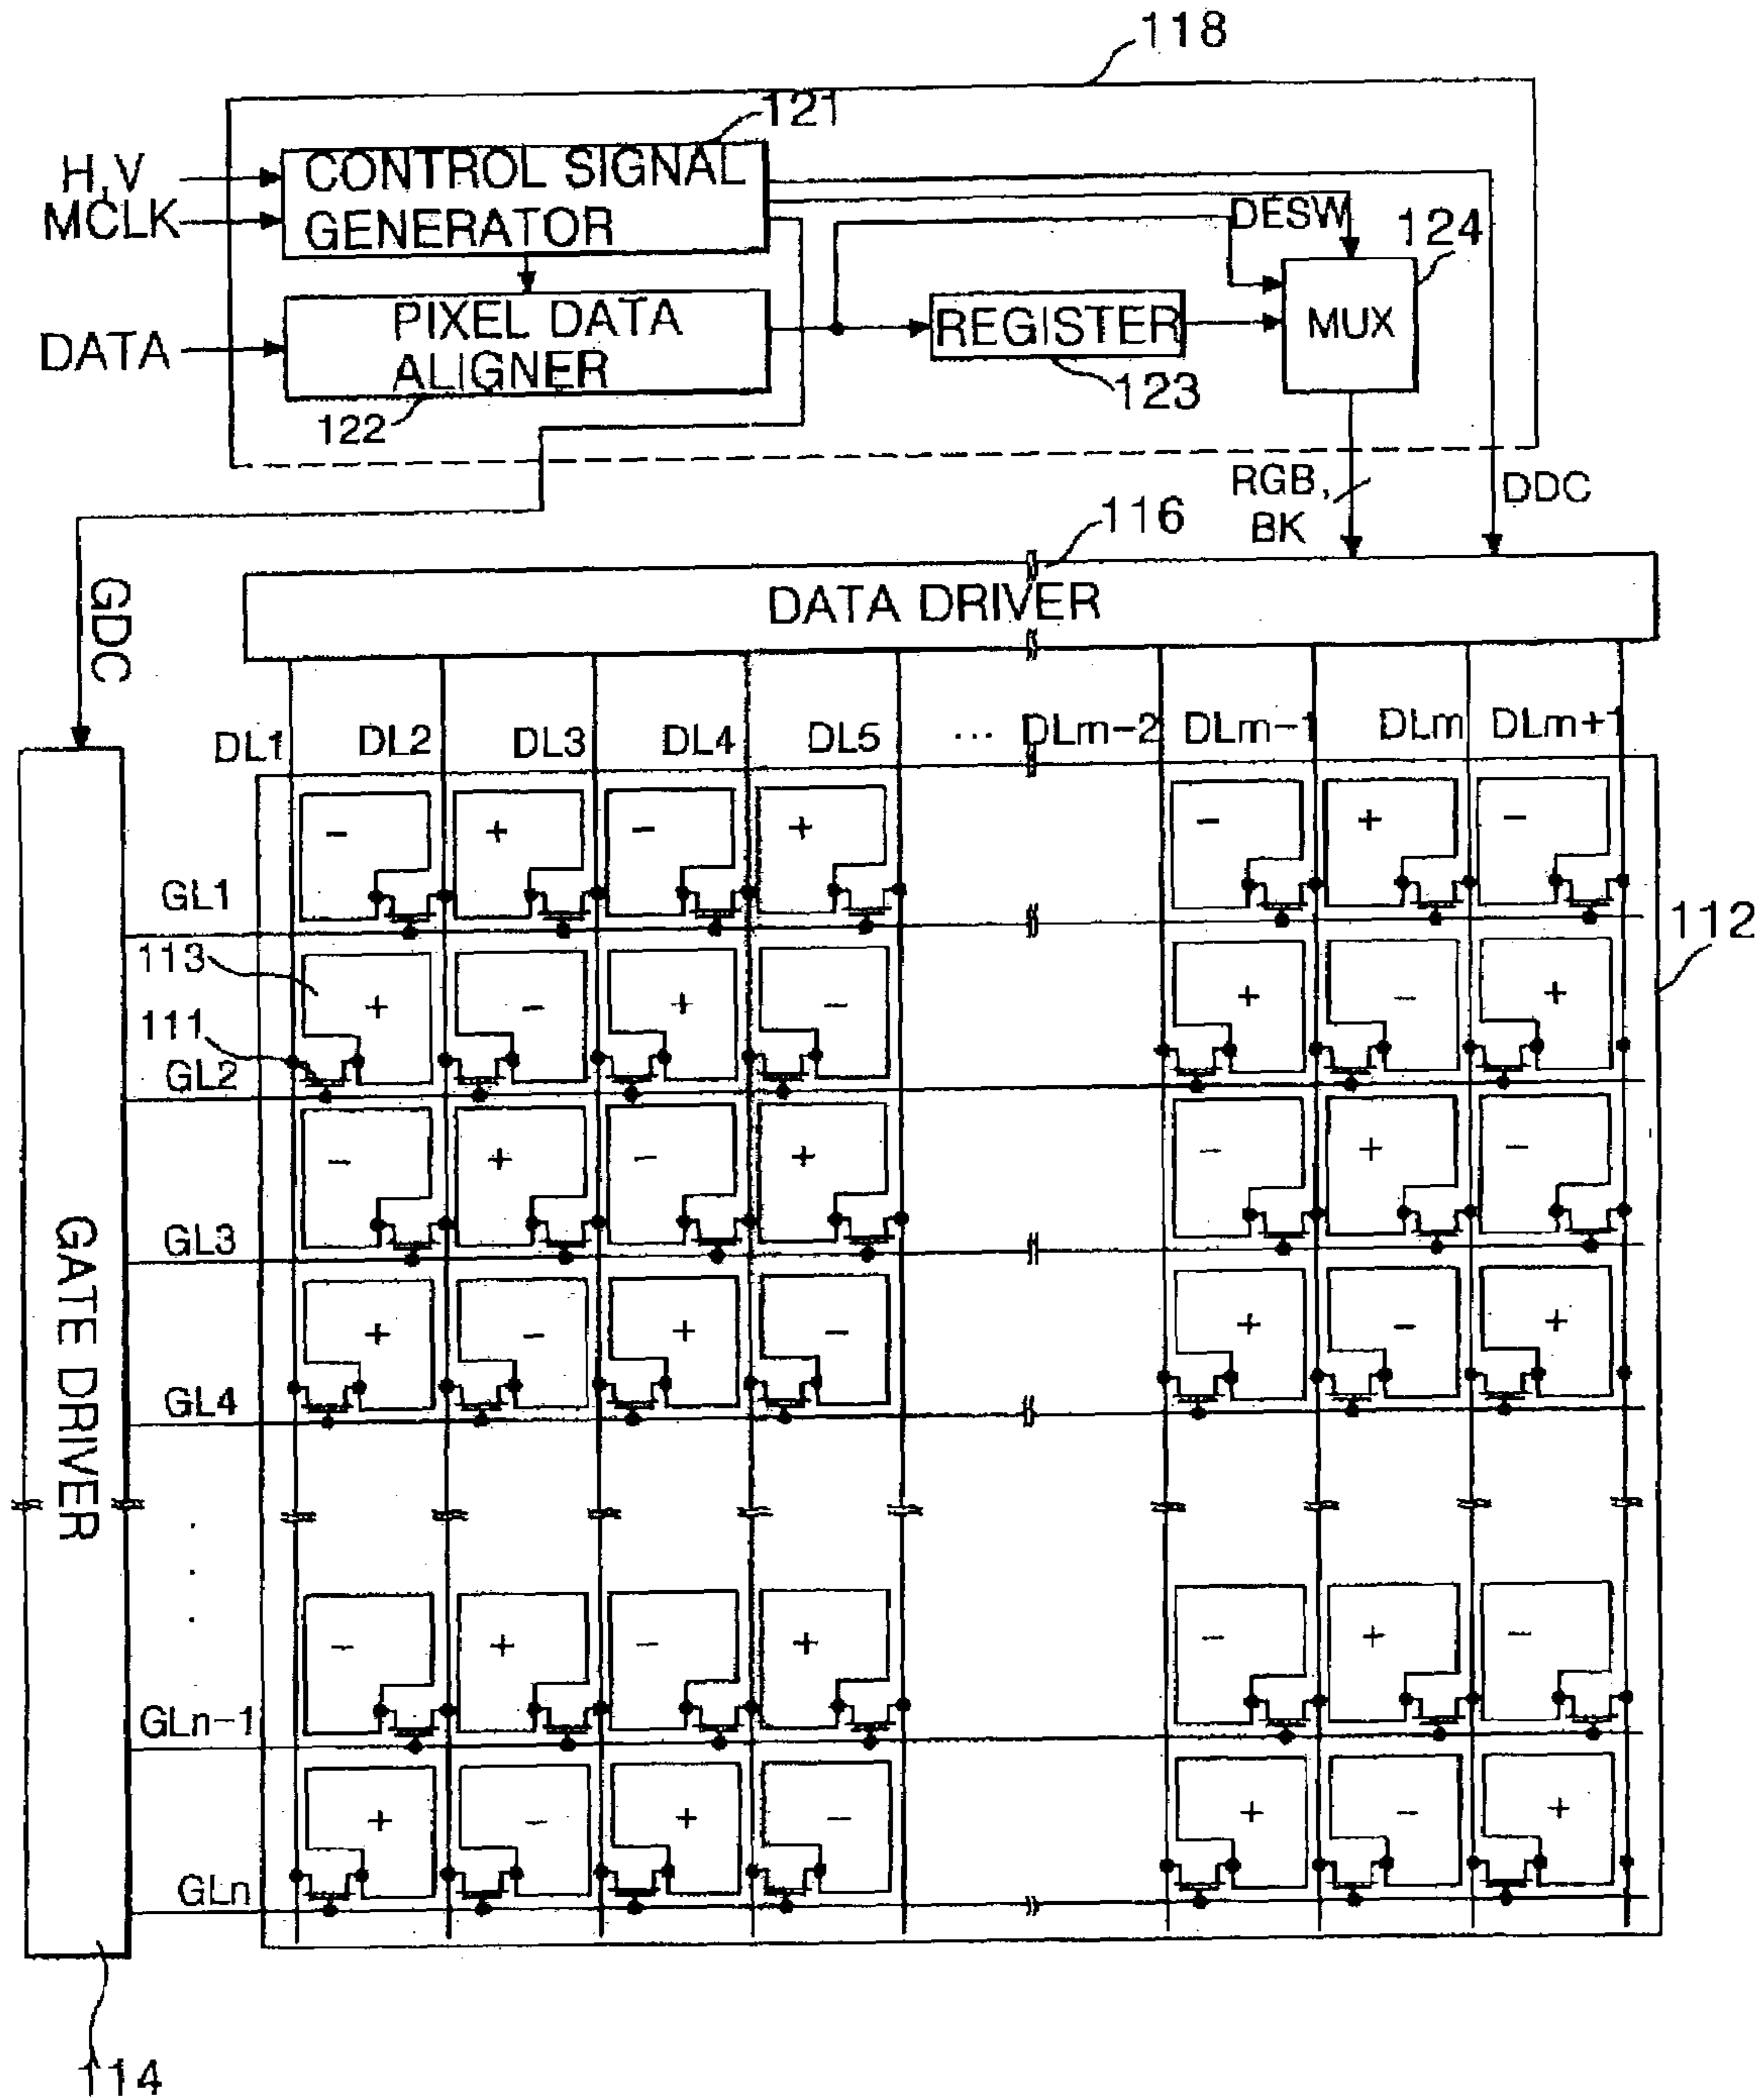 118
121
H,V
MCLK
CONTROL SIGNAL
GENERATOR
DESW
124
DATA
PIXEL DATA
ALIGNER
REGISTER
MUX
122
123
RGB,
BK
DDC
116
GDC
DATA DRIVER
DL1 DL2 DL3 DL4 DL5 ... DLm-2 DLm-1 DLm DLm+1
- + - + - + -
GL1
112
113
+ - + - + - +
111
GL2
- + - + - + -
GL3
+ - + - + - +
GL4
GATE DRIVER
- + - + - + -
GLn-1
+ - + - + - +
GLn
114